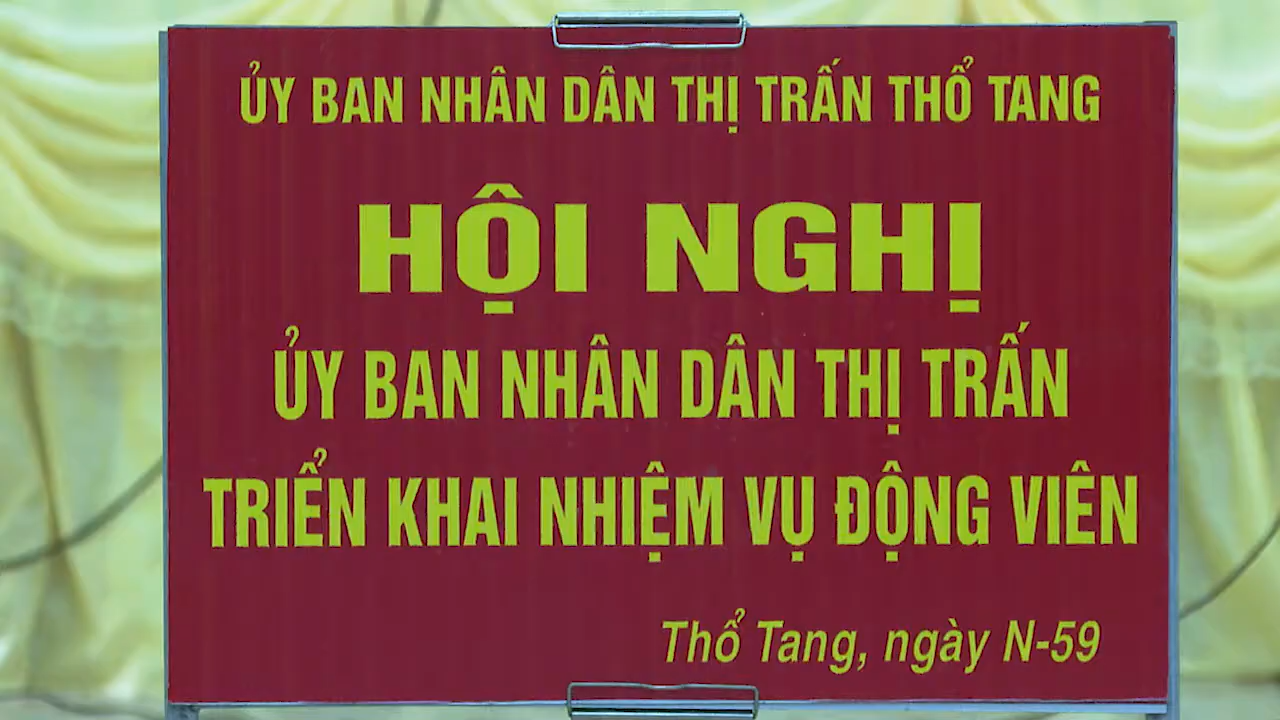 ỦY BAN NHÂN DÂN THỊ TRẤN THỔ TANG
HỘI NGHỊ
ỦY BAN NHÂN DÂN THỊ TRẤN
TRIỂN KHAI NHIỆM VỤ ĐỘNG VIÊN
Thổ Tang, ngày N-59